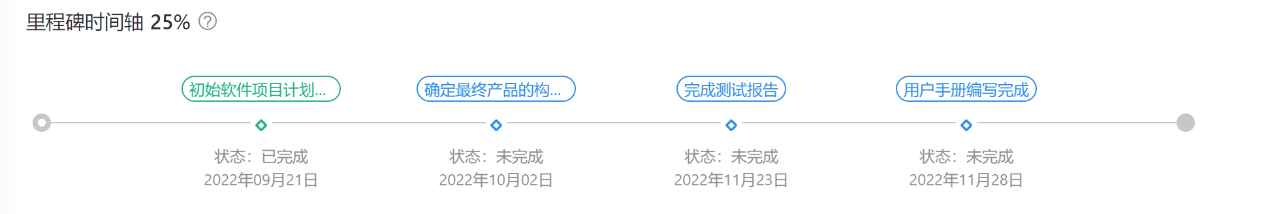 里程碑时间轴 25% ?
初始软件项目计划... 确定最终产品的构... 完成测试报告 用户手册编写完成
状态：已完成 状态：未完成 状态：未完成 状态：未完成
2022年09月21日 2022年10月02日 2022年11月23日 2022年11月28日